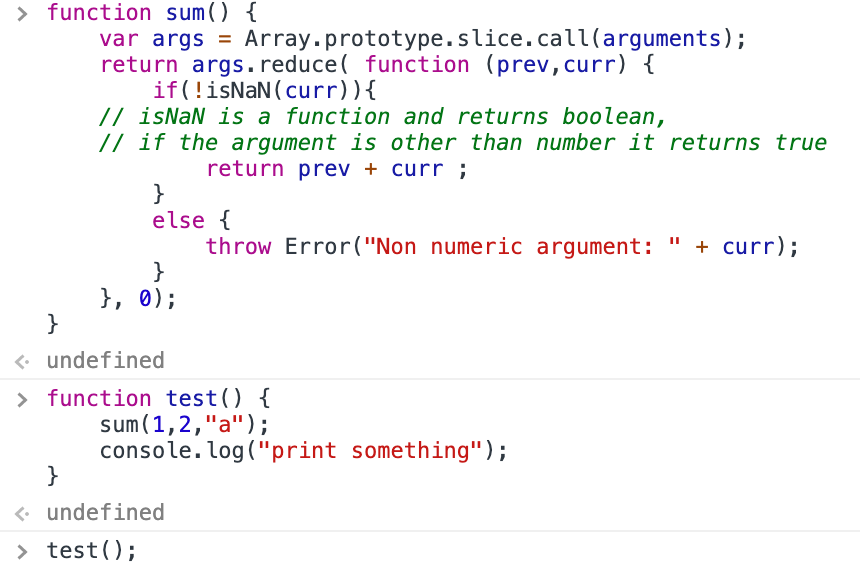 > function sum() {
var args = Array.prototype.slice.call(arguments);
return args.reduce( function (prev,curr) {
if(!isNaN(curr)){
// isNaN is a function and returns boolean,
// if the argument is other than number it returns true
return prev + curr ;
}
else {
throw Error("Non numeric argument: " + curr);
}
}, 0);
}
undefined
> function test() {
sum(1,2,"a");
console.log("print something");
}
undefined
> test();